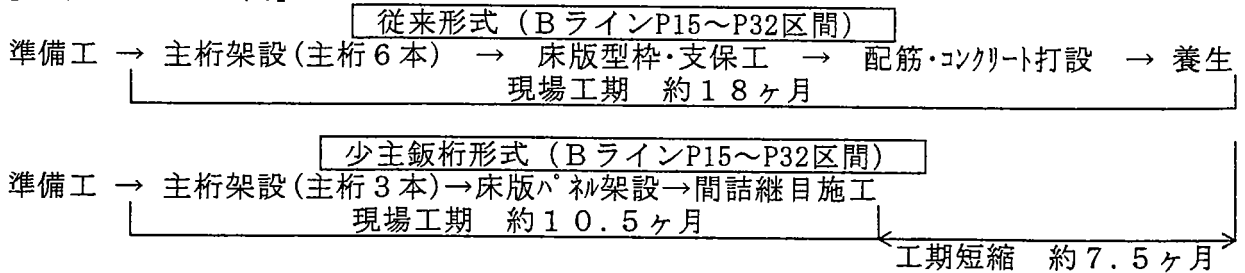 従来形式（ＢラインP15～P32区間）
準備工 → 主桁架設(主桁６本) → 床版型枠･支保工 → 配筋･ｺﾝｸﾘｰﾄ打設 → 養生
現場工期 約１８ヶ月
少主鈑桁形式（ＢラインP15～P32区間）
準備工 → 主桁架設(主桁３本)→床版ﾊﾟﾈﾙ架設→間詰継目施工
現場工期 約１０.５ヶ月
工期短縮 約７.５ヶ月